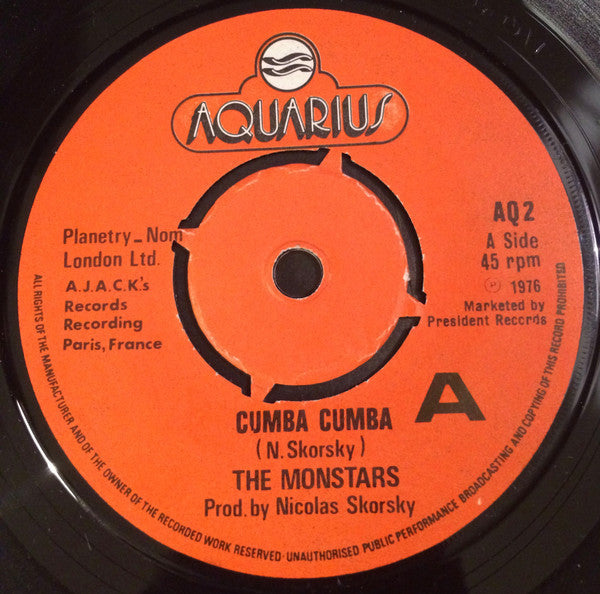 AQUARIUS
Planetry_Nom
London Ltd.
A.J.A.C.K.'s
Records
Recording
Paris, France
AQ2
A Side
45 rpm
℗ 1976
Marketed by
President Records
A
CUMBA CUMBA
(N. Skorsky)
THE MONSTARS
Prod. by Nicolas Skorsky
ALL RIGHTS OF THE MANUFACTURER AND OF THE OWNER OF THE RECORDED WORK RESERVED·UNAUTHORISED PUBLIC PERFORMANCE BROADCASTING AND COPYING OF THIS RECORD PROHIBITED